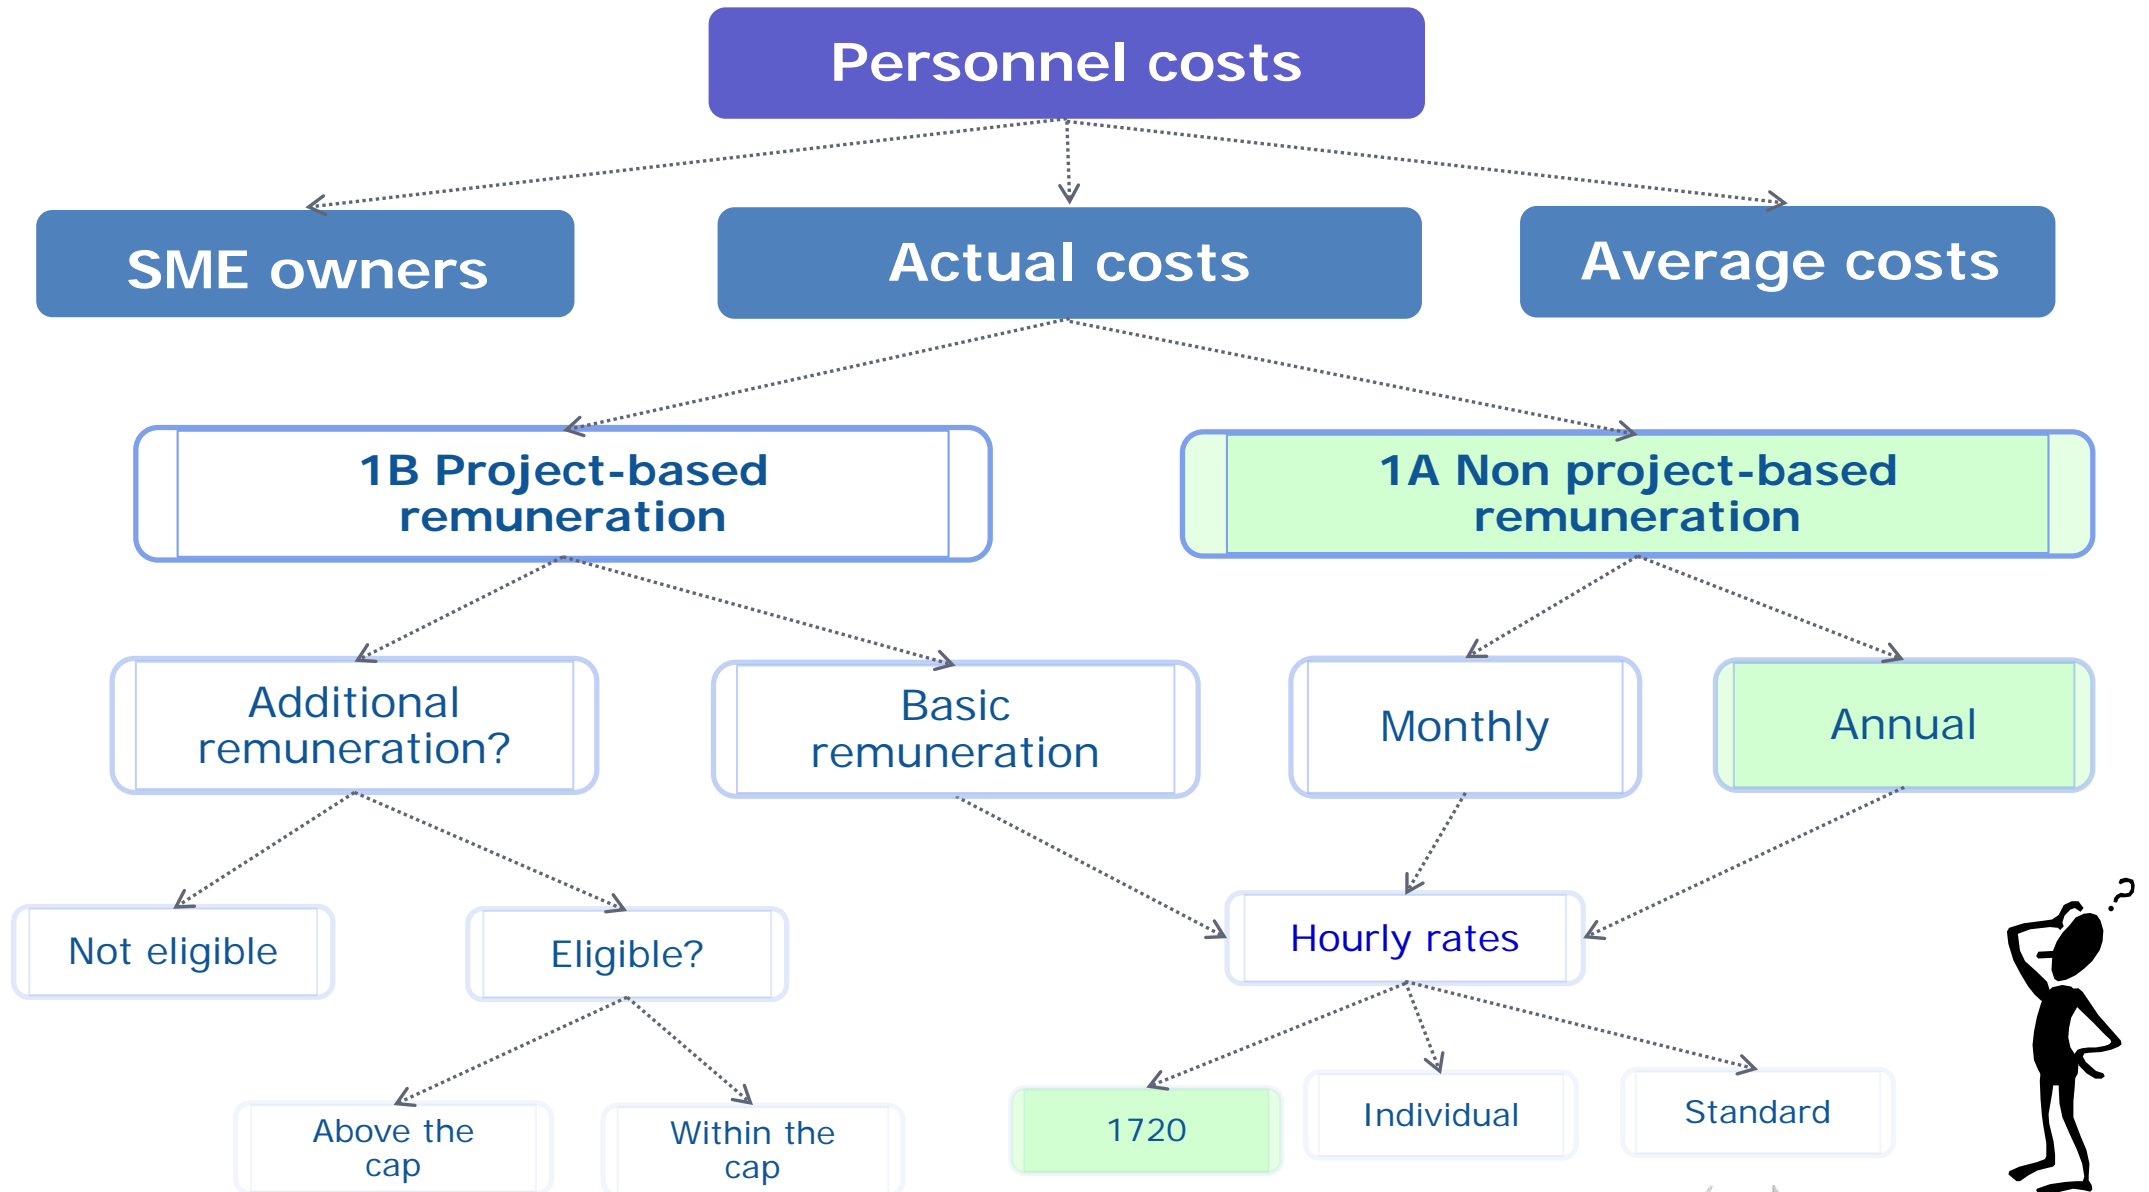 Personnel costs
SME owners
Actual costs
Average costs
1B Project-based
remuneration
1A Non project-based
remuneration
Additional
remuneration?
Basic
remuneration
Monthly
Annual
Not eligible
Eligible?
Hourly rates
Above the
cap
Within the
cap
1720
Individual
Standard
?